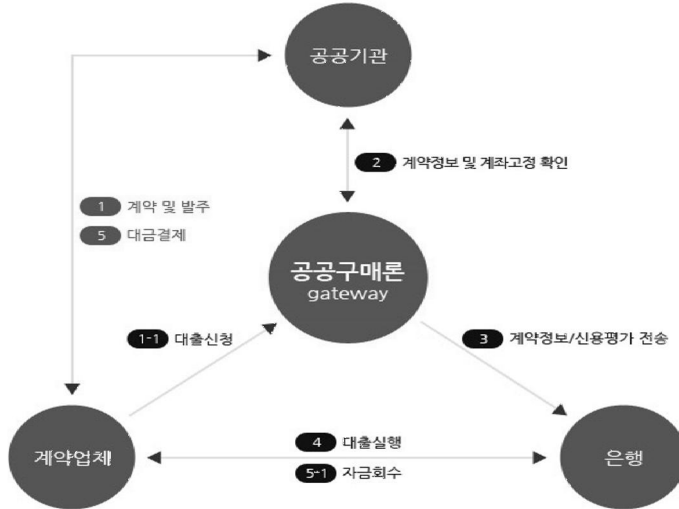 공공기관
2 계약정보 및 계좌고정 확인
1 계약 및 발주
5 대금결제
공공구매론
gateway
1-1 대출신청
3 계약정보/신용평가 전송
계약업체
4 대출실행
5-1 자금회수
은행